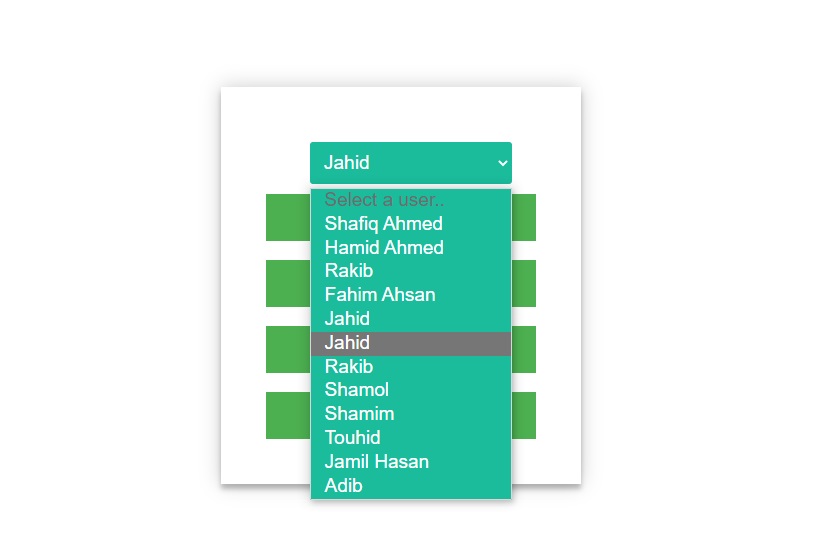 Jahid
Select a user..
Shafiq Ahmed
Hamid Ahmed
Rakib
Fahim Ahsan
Jahid
Jahid
Rakib
Shamol
Shamim
Touhid
Jamil Hasan
Adib